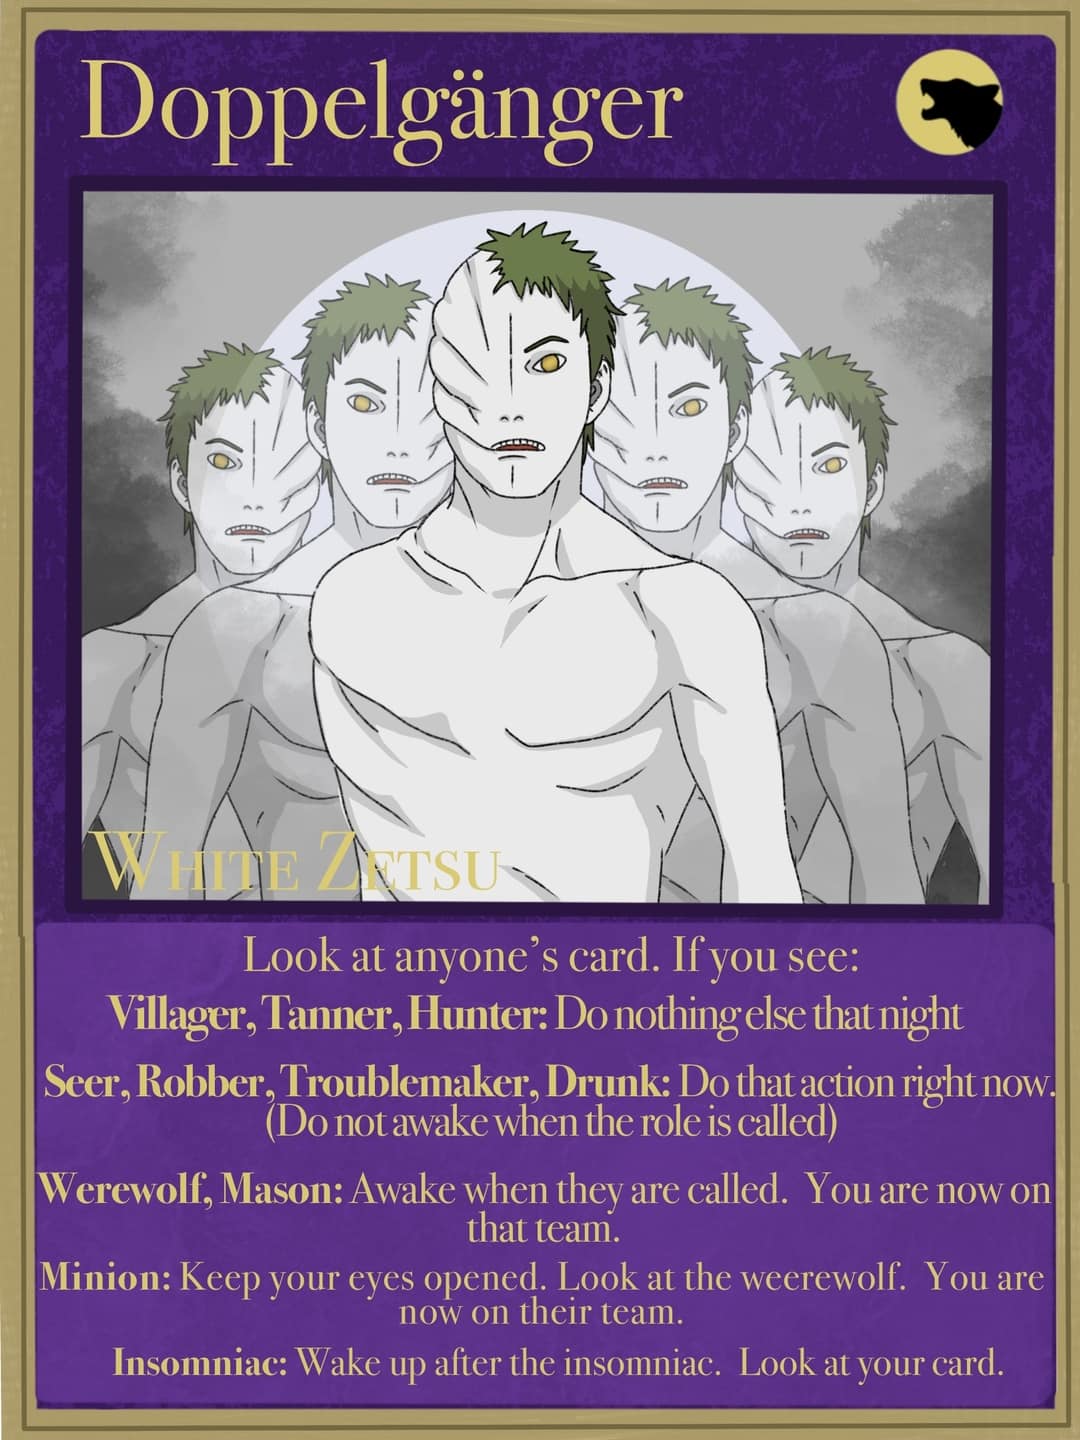 Doppelgänger
White Zetsu
Look at anyone's card. If you see:
Villager, Tanner, Hunter: Do nothing else that night
Seer, Robber, Troublemaker, Drunk: Do that action right now.
(Do not awake when the role is called)
Werewolf, Mason: Awake when they are called. You are now on
that team.
Minion: Keep your eyes opened. Look at the weerewolf. You are
now on their team.
Insomniac: Wake up after the insomniac. Look at your card.